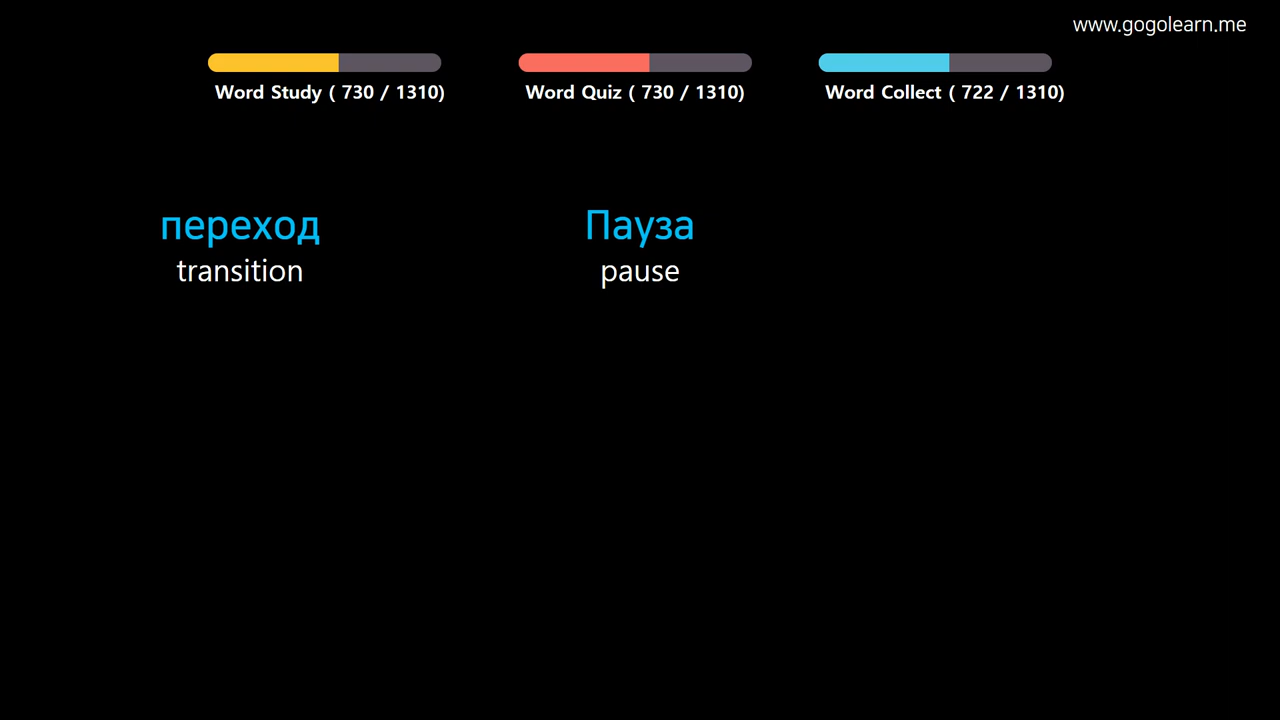 www.gogolearn.me
Word Study ( 730 / 1310)
Word Quiz ( 730 / 1310)
Word Collect ( 722 / 1310)
переход
transition
Пауза
pause